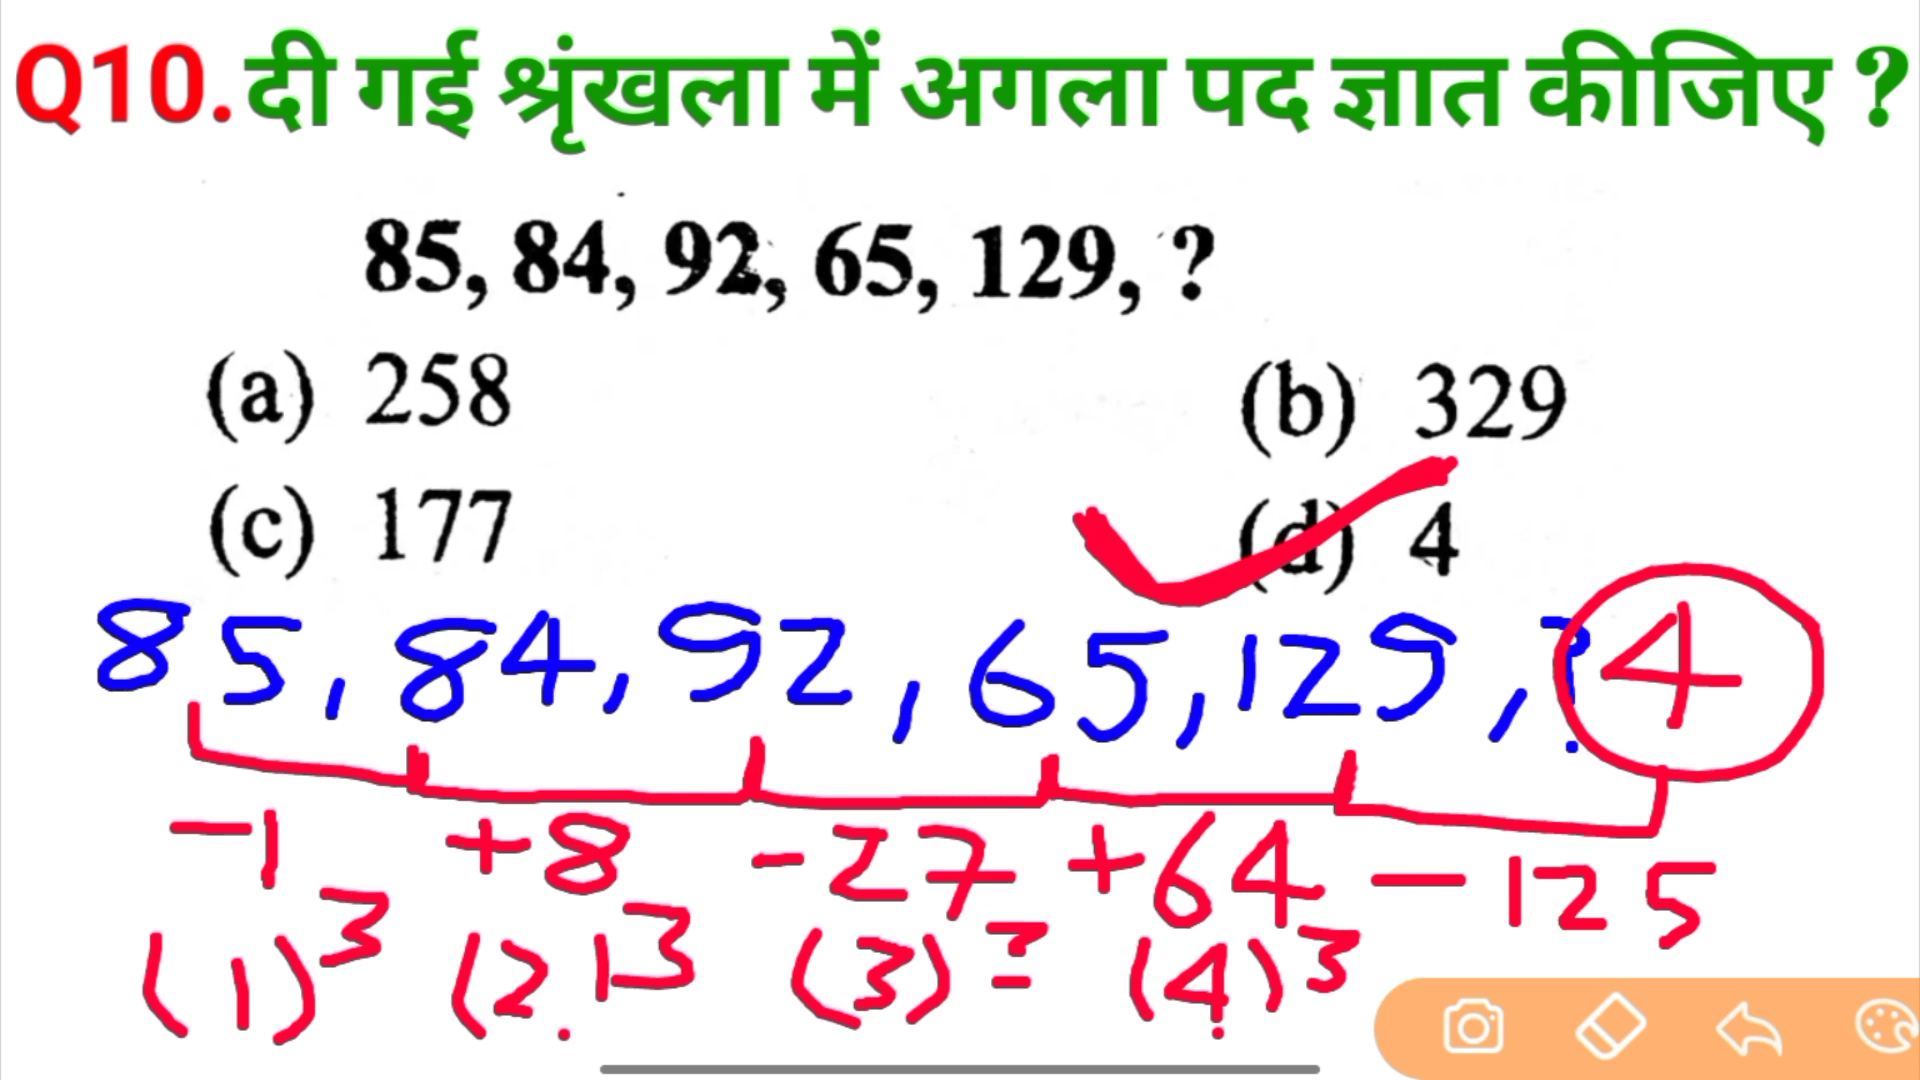 Q10. दी गई श्रृंखला में अगला पद ज्ञात कीजिए ?
85, 84, 92, 65, 129, ?
(a) 258 (b) 329
(c) 177 (d) 4
85, 84, 92, 65, 129, ? 4
-1 +8 -27 +64 -125
(1)³ (2)³ (3)³ (4)³